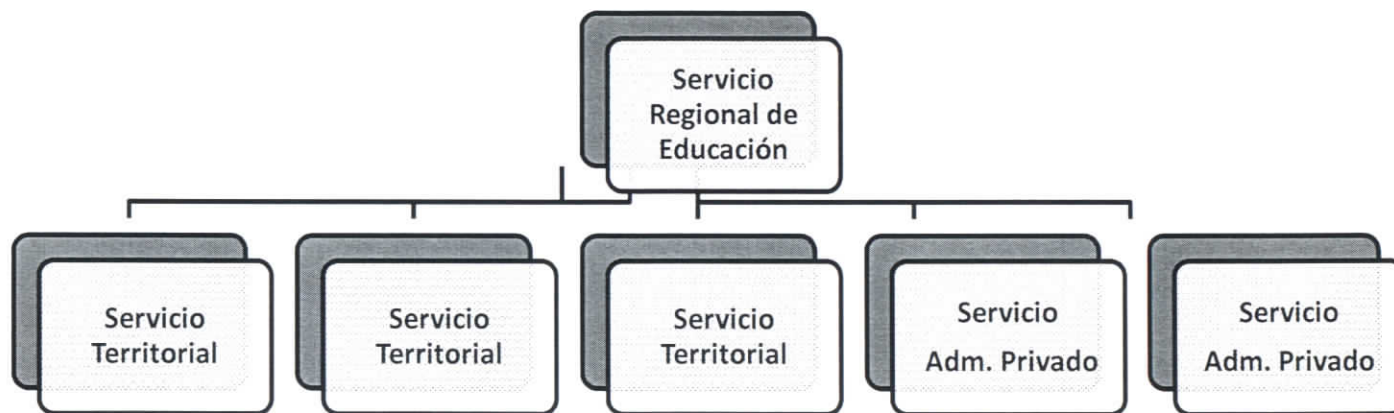 Servicio
Regional de
Educación
Servicio
Territorial
Servicio
Territorial
Servicio
Territorial
Servicio
Adm. Privado
Servicio
Adm. Privado